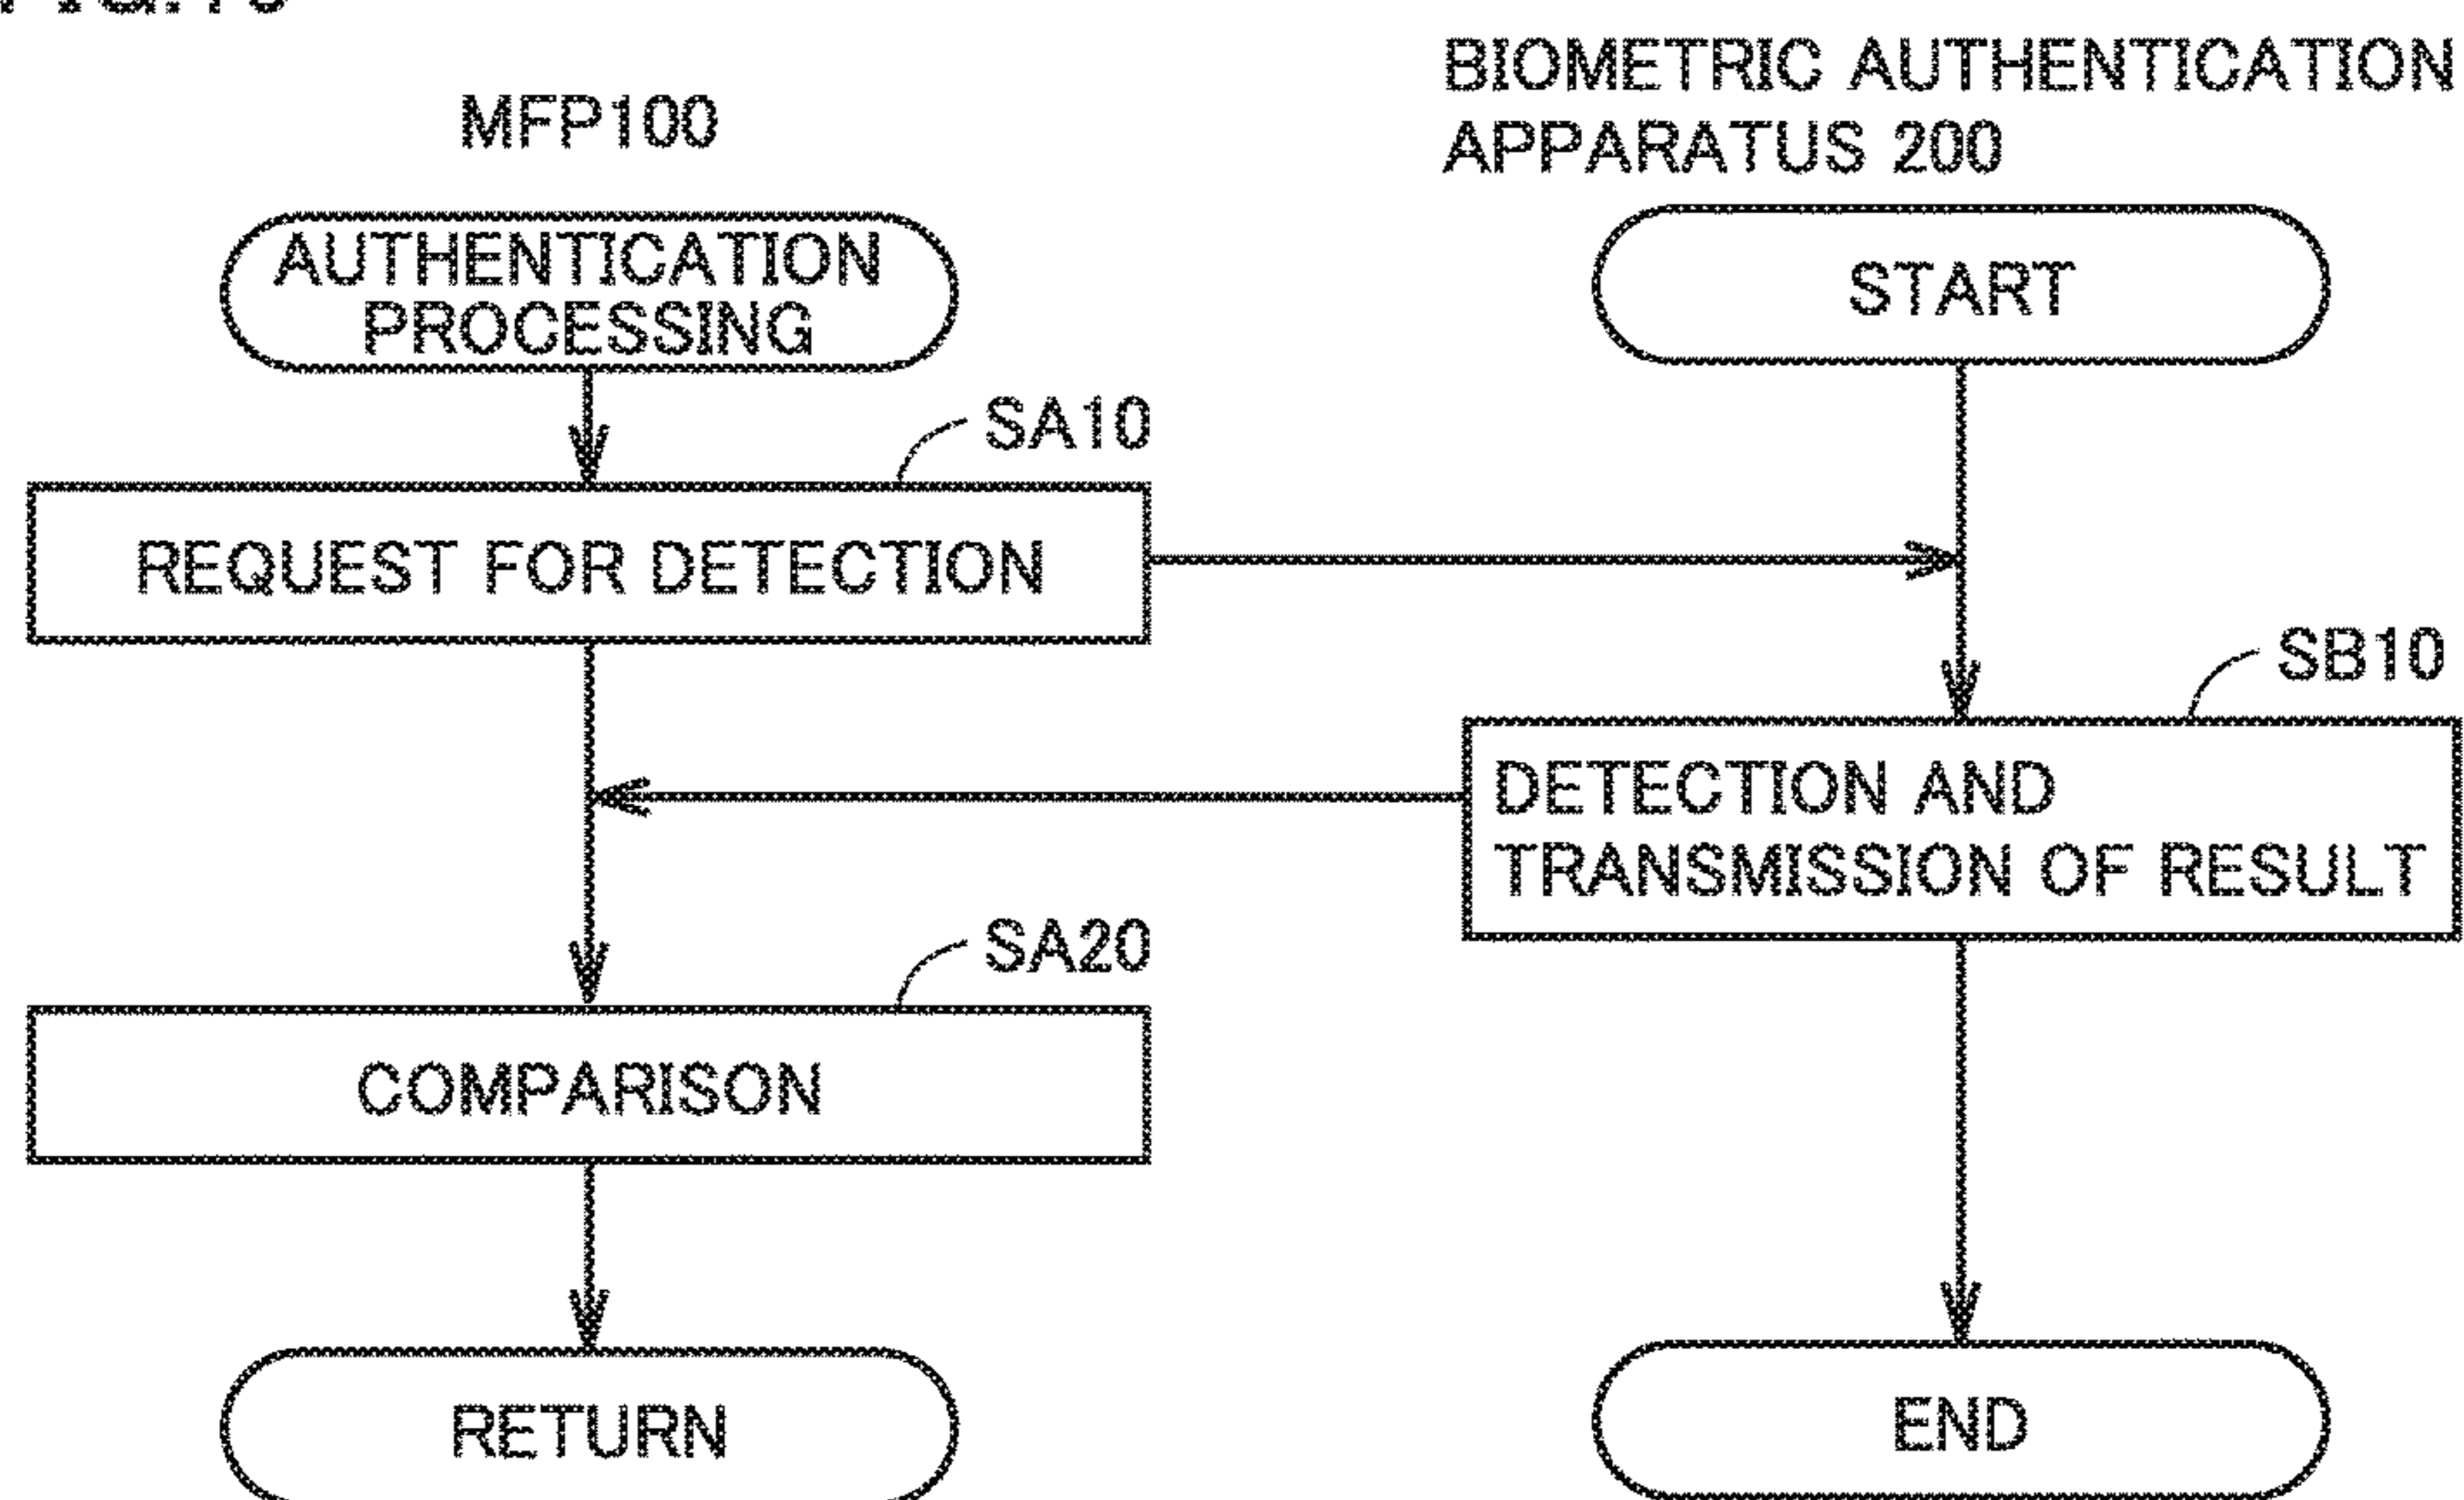 MFP100
BIOMETRIC AUTHENTICATION
APPARATUS 200
AUTHENTICATION
PROCESSING
START
SA10
REQUEST FOR DETECTION
SB10
DETECTION AND
TRANSMISSION OF RESULT
SA20
COMPARISON
RETURN
END